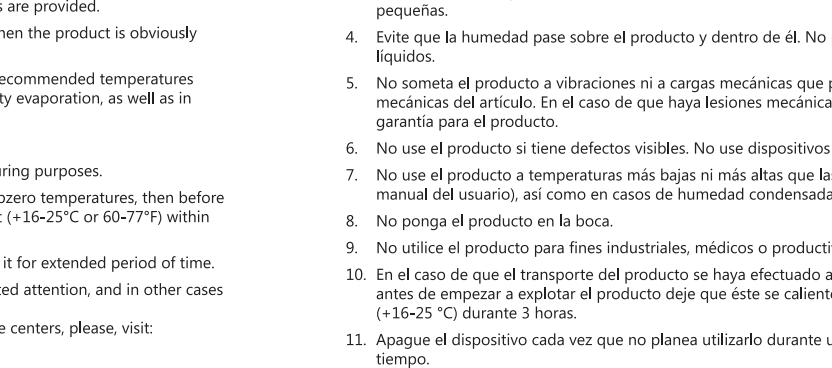 s are provided.
hen the product is obviously
ecommended temperatures
ty evaporation, as well as in
uring purposes.
bzero temperatures, then before
t (+16-25°C or 60-77°F) within
it for extended period of time.
ted attention, and in other cases
e centers, please, visit:
pequeñas.
4. Evite que la humedad pase sobre el producto y dentro de él. No
líquidos.
5. No someta el producto a vibraciones ni a cargas mecánicas que p
mecánicas del artículo. En el caso de que haya lesiones mecánica
garantía para el producto.
6. No use el producto si tiene defectos visibles. No use dispositivos
7. No use el producto a temperaturas más bajas ni más altas que las
manual del usuario), así como en casos de humedad condensada
8. No ponga el producto en la boca.
9. No utilice el producto para fines industriales, médicos o producti
10. En el caso de que el transporte del producto se haya efectuado a
antes de empezar a explotar el producto deje que éste se caliente
(+16-25 °C) durante 3 horas.
11. Apague el dispositivo cada vez que no planea utilizarlo durante u
tiempo.